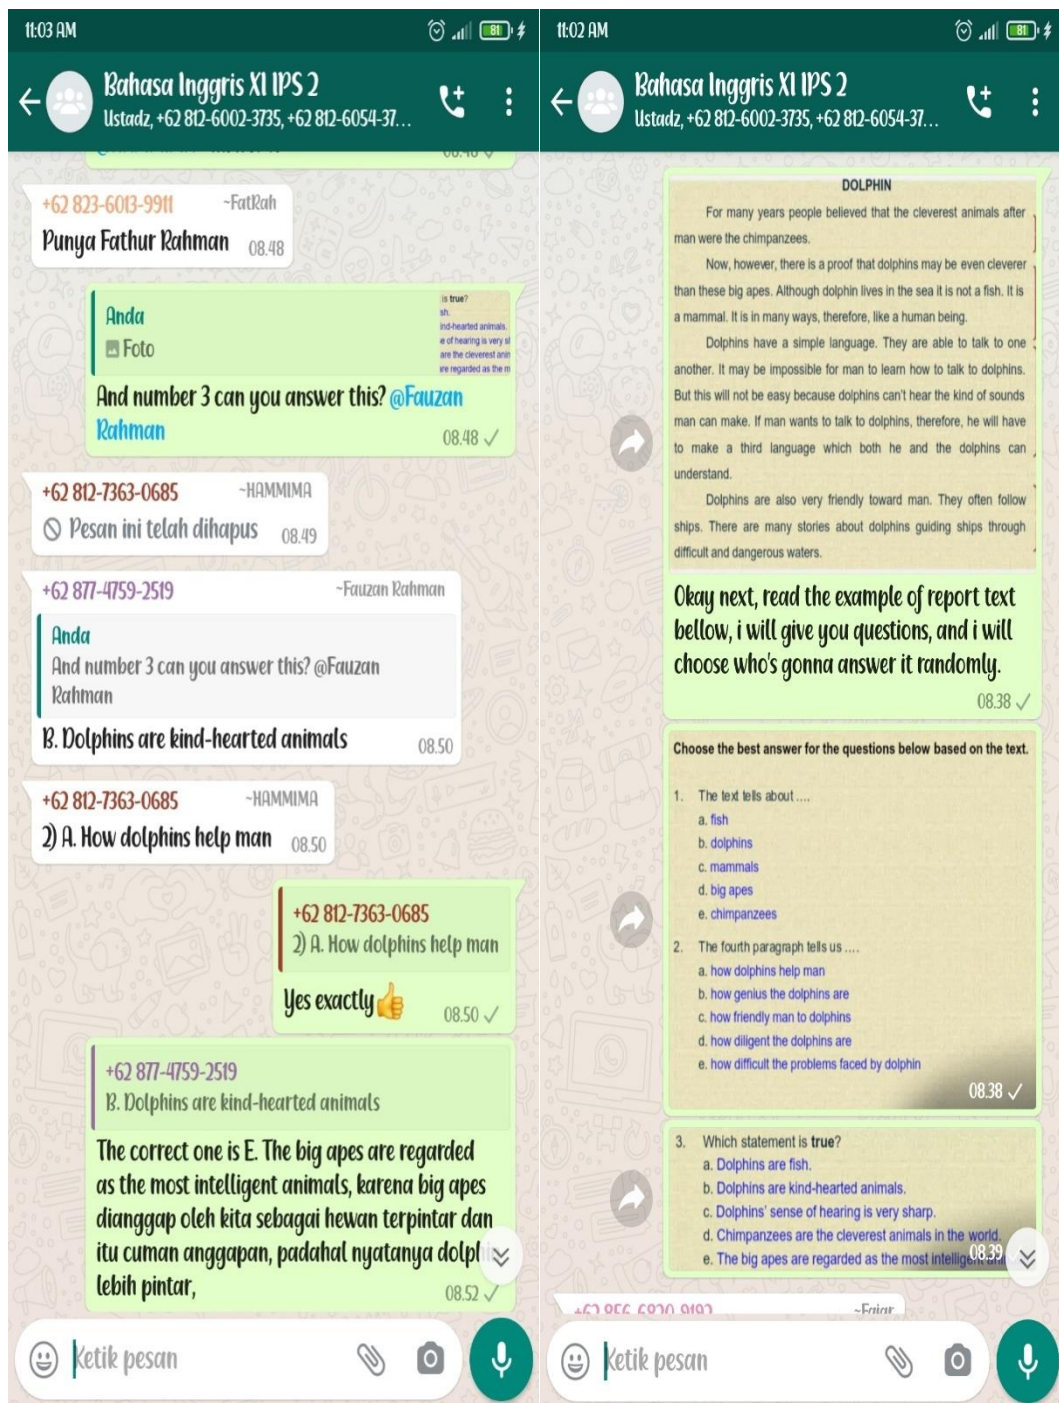 11:03 AM
81
Bahasa Inggris XI IPS 2
Ustadz, +62 812-6002-3735, +62 812-6054-37...
+62 823-6013-9911 ~FatRah
Punya Fathur Rahman 08.48
Anda
Foto
And number 3 can you answer this? @Fauzan
Rahman
08.48
+62 812-7363-0685 ~HAMMIMA
Pesan ini telah dihapus 08.49
+62 877-4759-2519 ~Fauzan Rahman
Anda
And number 3 can you answer this? @Fauzan
Rahman
B. Dolphins are kind-hearted animals 08.50
+62 812-7363-0685 ~HAMMIMA
2) A. How dolphins help man 08.50
+62 812-7363-0685
2) A. How dolphins help man
Yes exactly👍 08.50
+62 877-4759-2519
B. Dolphins are kind-hearted animals
The correct one is E. The big apes are regarded
as the most intelligent animals, karena big apes
dianggap oleh kita sebagai hewan terpintar dan
itu cuman anggapan, padahal nyatanya dolph
lebih pintar, 08.52
Ketik pesan
11:02 AM
81
Bahasa Inggris XI IPS 2
Ustadz, +62 812-6002-3735, +62 812-6054-37...
DOLPHIN
For many years people believed that the cleverest animals after
man were the chimpanzees.
Now, however, there is a proof that dolphins may be even cleverer
than these big apes. Although dolphin lives in the sea it is not a fish. It is
a mammal. It is in many ways, therefore, like a human being.
Dolphins have a simple language. They are able to talk to one
another. It may be impossible for man to learn how to talk to dolphins.
But this will not be easy because dolphins can't hear the kind of sounds
man can make. If man wants to talk to dolphins, therefore, he will have
to make a third language which both he and the dolphins can
understand.
Dolphins are also very friendly toward man. They often follow
ships. There are many stories about dolphins guiding ships through
difficult and dangerous waters.
Okay next, read the example of report text
bellow, i will give you questions, and i will
choose who's gonna answer it randomly.
08.38
Choose the best answer for the questions below based on the text.
1. The text tells about ....
a. fish
b. dolphins
c. mammals
d. big apes
e. chimpanzees
2. The fourth paragraph tells us ....
a. how dolphins help man
b. how genius the dolphins are
c. how friendly man to dolphins
d. how diligent the dolphins are
e. how difficult the problems faced by dolphin
08.38
3. Which statement is true?
a. Dolphins are fish.
b. Dolphins are kind-hearted animals.
c. Dolphins' sense of hearing is very sharp.
d. Chimpanzees are the cleverest animals in the world.
e. The big apes are regarded as the most intellig
08.39
+62 856-6820-9192 ~Fajar
Ketik pesan